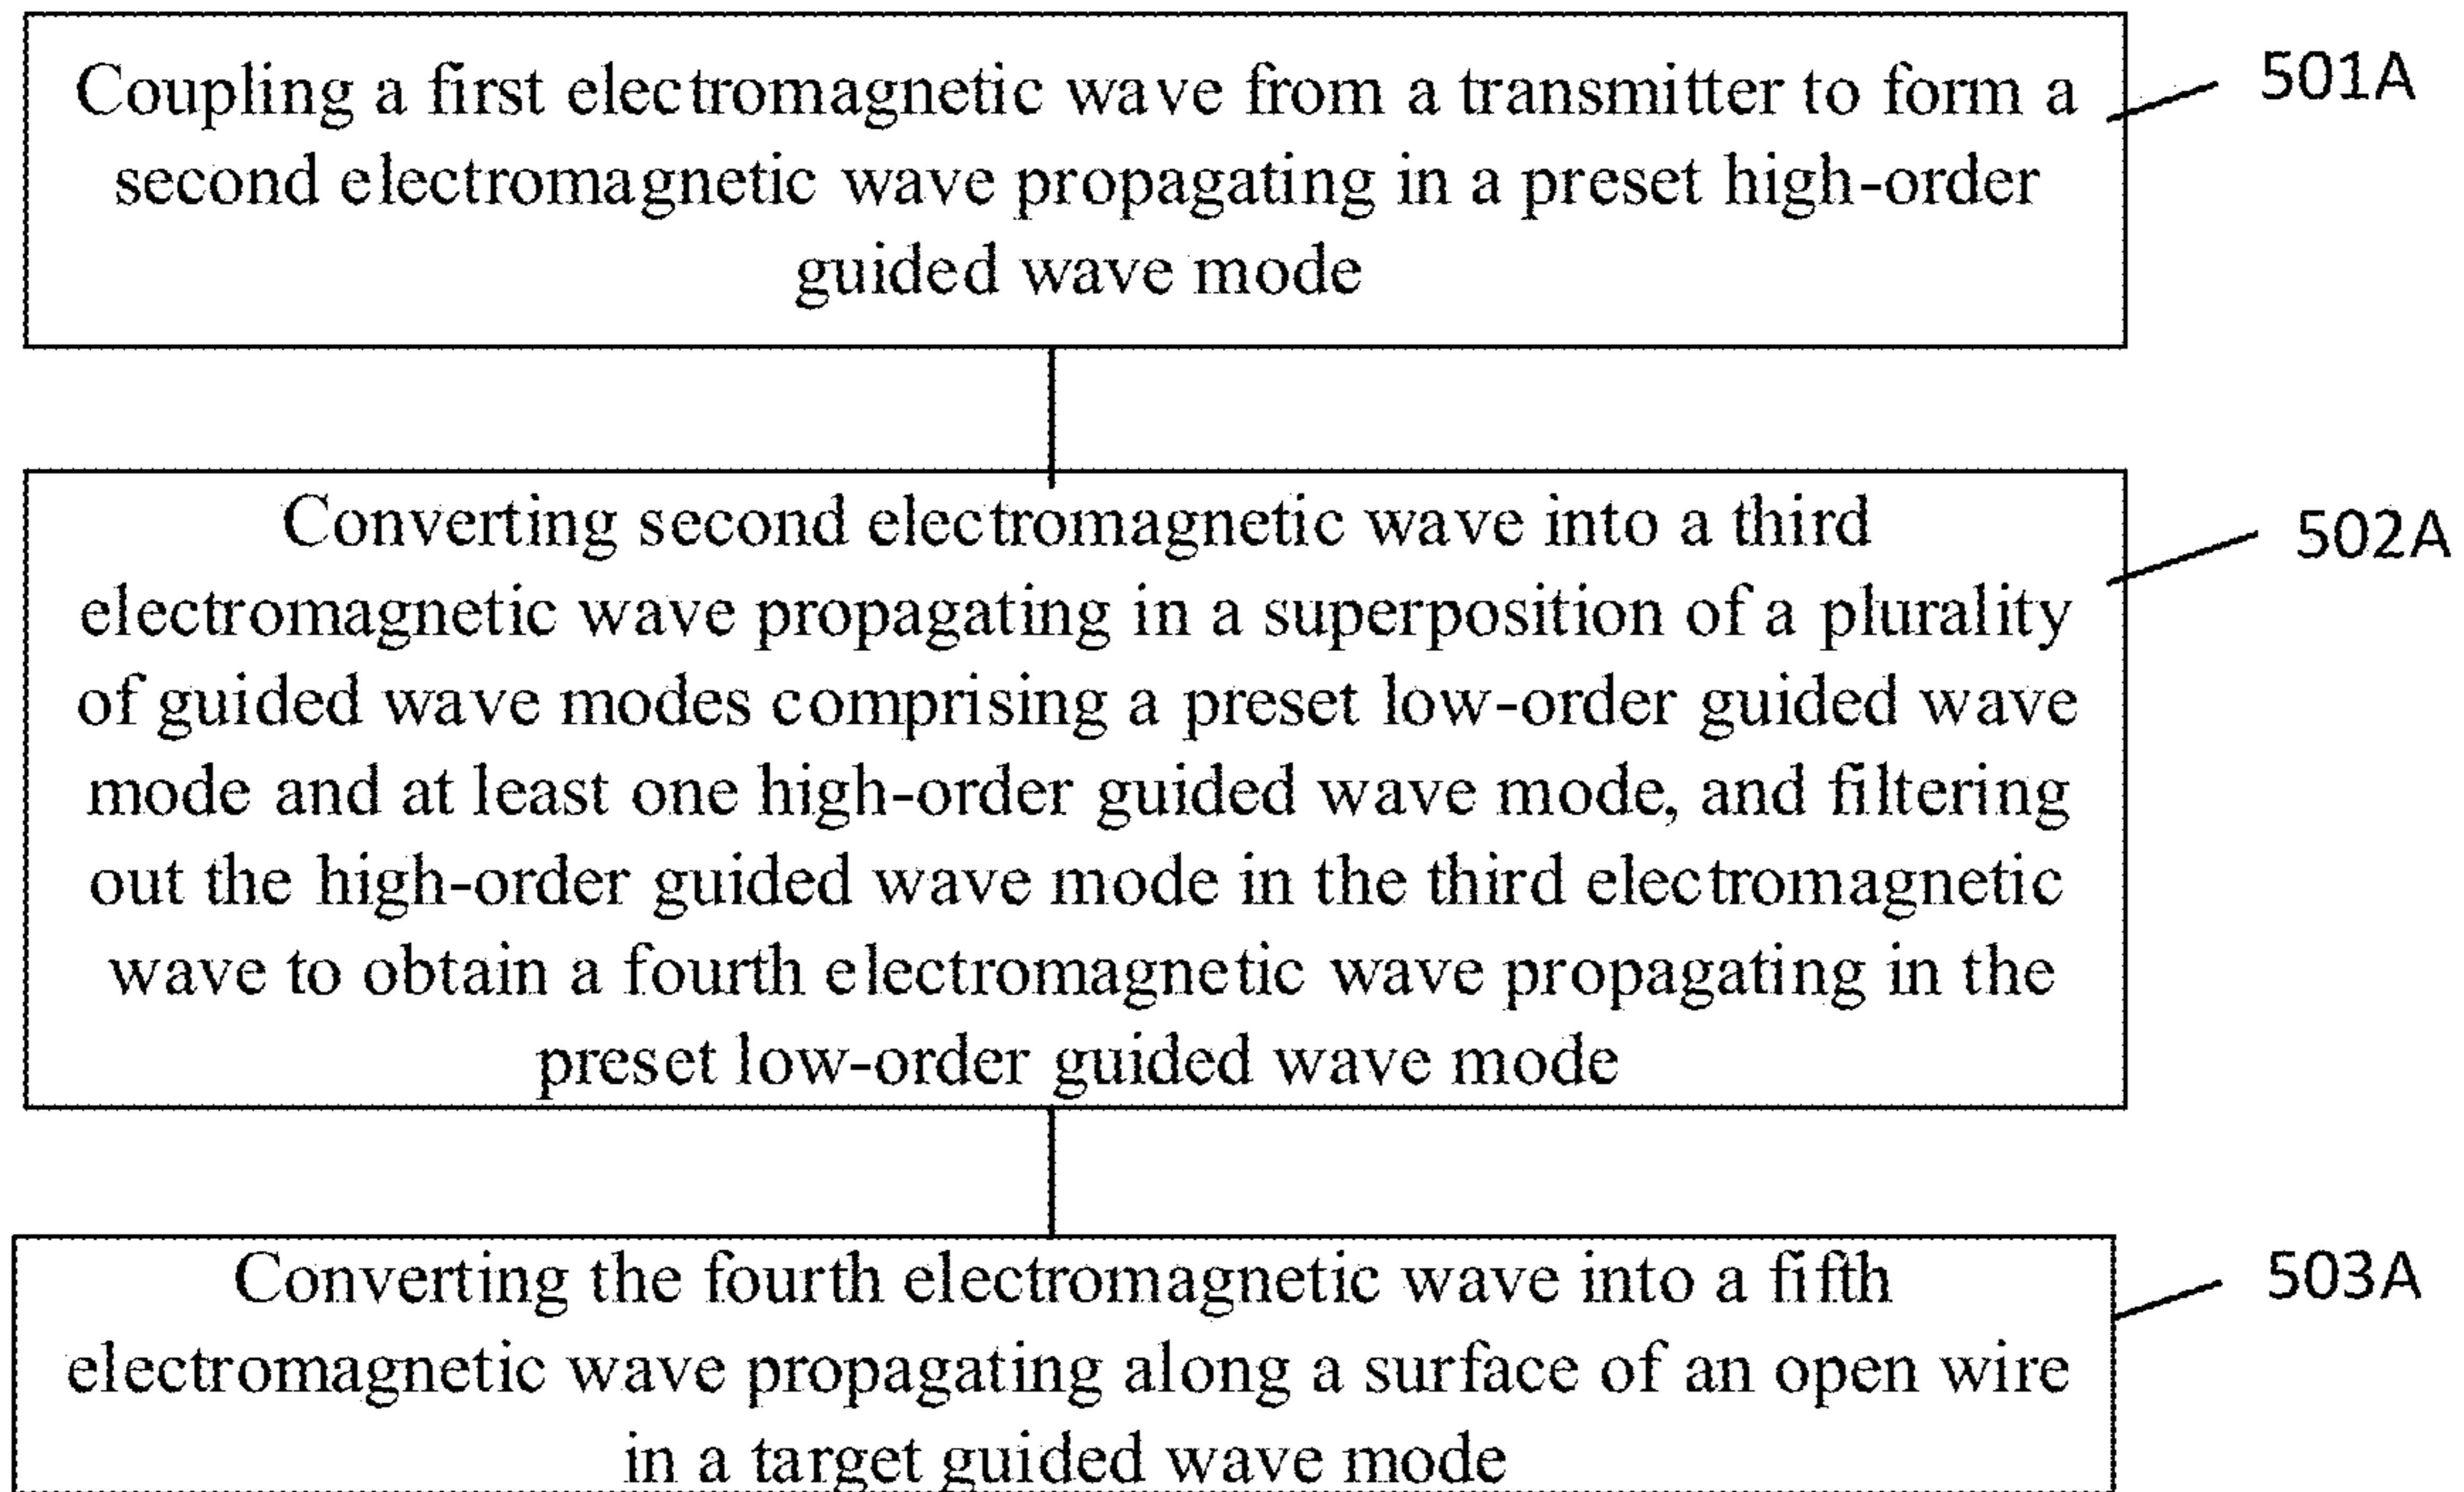 Coupling a first electromagnetic wave from a transmitter to form a
second electromagnetic wave propagating in a preset high-order
guided wave mode
501A
Converting second electromagnetic wave into a third
electromagnetic wave propagating in a superposition of a plurality
of guided wave modes comprising a preset low-order guided wave
mode and at least one high-order guided wave mode, and filtering
out the high-order guided wave mode in the third electromagnetic
wave to obtain a fourth electromagnetic wave propagating in the
preset low-order guided wave mode
502A
Converting the fourth electromagnetic wave into a fifth
electromagnetic wave propagating along a surface of an open wire
in a target guided wave mode
503A